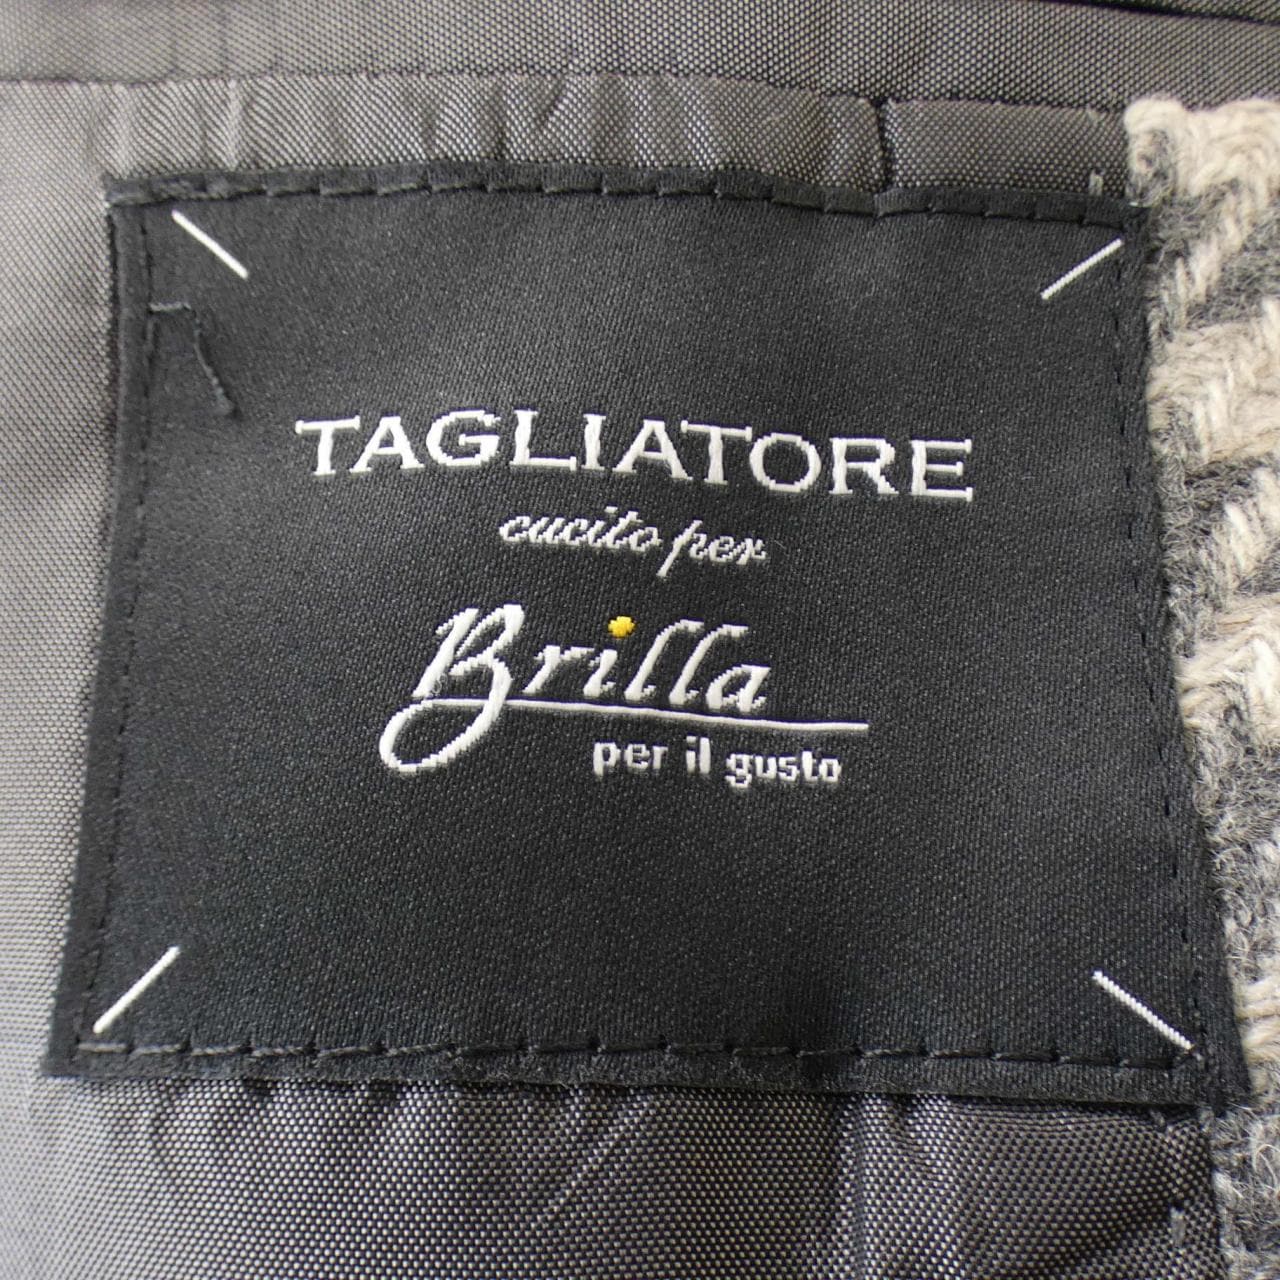 TAGLIATORE
cucito per
Brilla
per il gusto